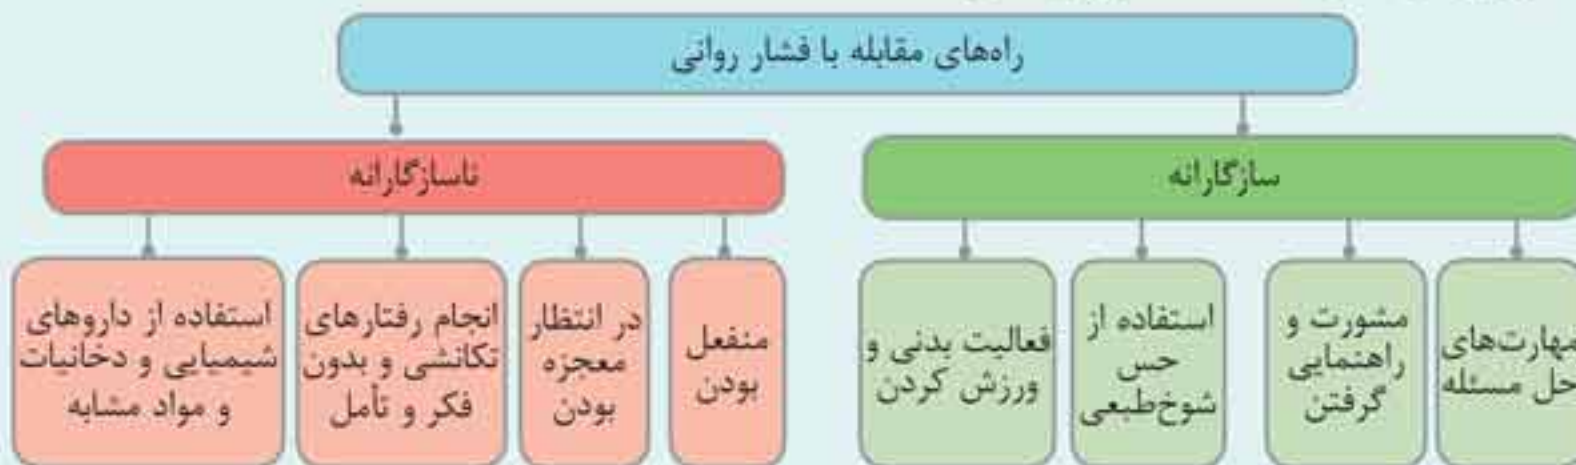 راه‌های مقابله با فشار روانی
سازگارانه
مهارت‌های
حل مسئله
مشورت و
راهنمایی
گرفتن
استفاده از
حس
شوخ‌طبعی
فعالیت بدنی و
ورزش کردن
ناسازگارانه
منفعل
بودن
در انتظار
معجزه
بودن
انجام رفتارهای
تکانشی و بدون
فکر و تأمل
استفاده از داروهای
شیمیایی و دخانیات
و مواد مشابه